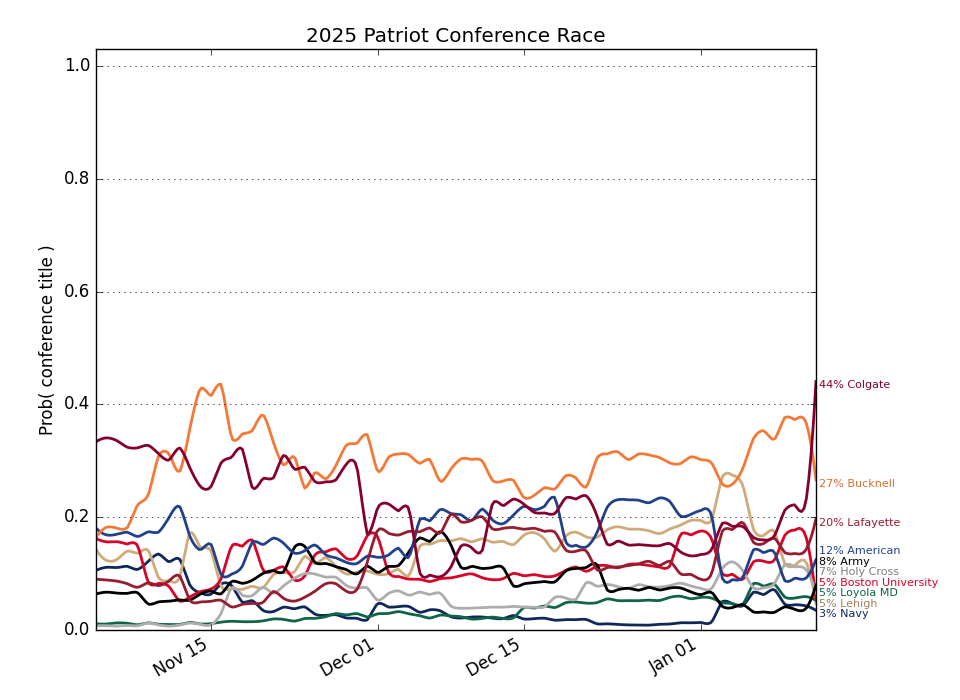 2025 Patriot Conference Race
Prob( conference title )
1.0
0.8
0.6
0.4
0.2
0.0
Nov 15
Dec 01
Dec 15
Jan 01
44% Colgate
27% Bucknell
20% Lafayette
12% American
8% Army
7% Holy Cross
5% Boston University
5% Loyola MD
5% Lehigh
3% Navy